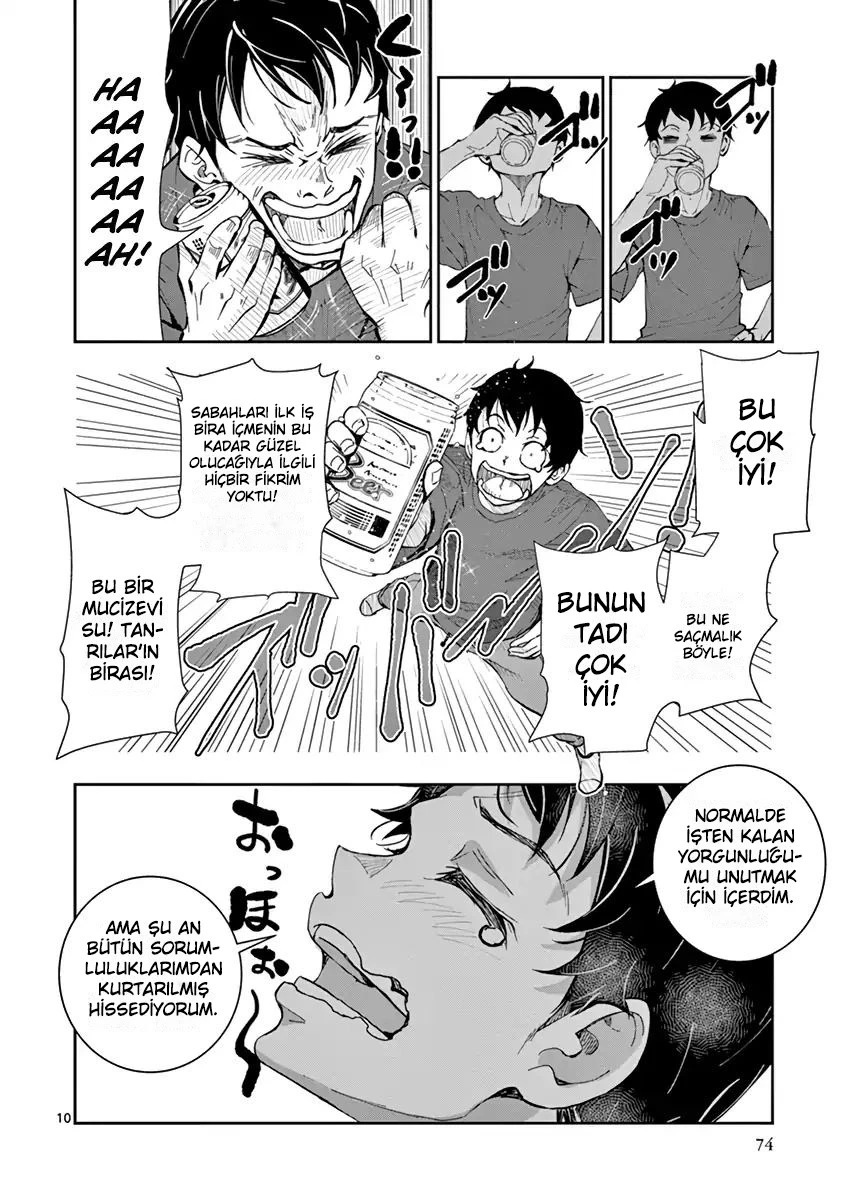 ゴッ
ゴッ
ゴッ
ゴッ
く~っ!!
HA
AA
AA
AA
AA
AH!
BU
ÇOK
İYİ!
BU NE
SAÇMALIK
BÖYLE!
BUNUN
TADI
ÇOK
İYİ!
SABAHLARI İLK İŞ
BİRA İÇMENİN BU
KADAR GÜZEL
OLUCAĞIYLA İLGİLİ
HİÇBİR FİKRİM
YOKTU!
Beer
BU BİR
MUCİZEVİ
SU! TAN-
RILAR'IN
BİRASI!
NORMALDE
İŞTEN KALAN
YORGUNLUĞU-
MU UNUTMAK
İÇİN İÇERDİM.
おっほぉ~~
AMA ŞU AN
BÜTÜN SORUM-
LULUKLARIMDAN
KURTARILMIŞ
HİSSEDİYORUM.
10
74